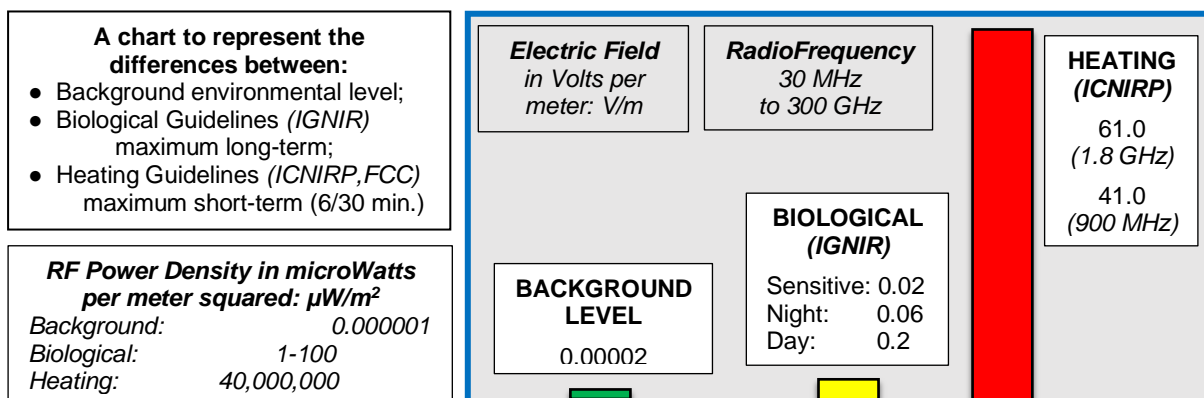 A chart to represent the
differences between:
● Background environmental level;
● Biological Guidelines (IGNIR)
maximum long-term;
● Heating Guidelines (ICNIRP,FCC)
maximum short-term (6/30 min.)
RF Power Density in microWatts
per meter squared: µW/m²
Background: 0.000001
Biological: 1-100
Heating: 40,000,000
Electric Field
in Volts per
meter: V/m
RadioFrequency
30 MHz
to 300 GHz
HEATING
(ICNIRP)
61.0
(1.8 GHz)
41.0
(900 MHz)
BIOLOGICAL
(IGNIR)
Sensitive: 0.02
Night: 0.06
Day: 0.2
BACKGROUND
LEVEL
0.00002